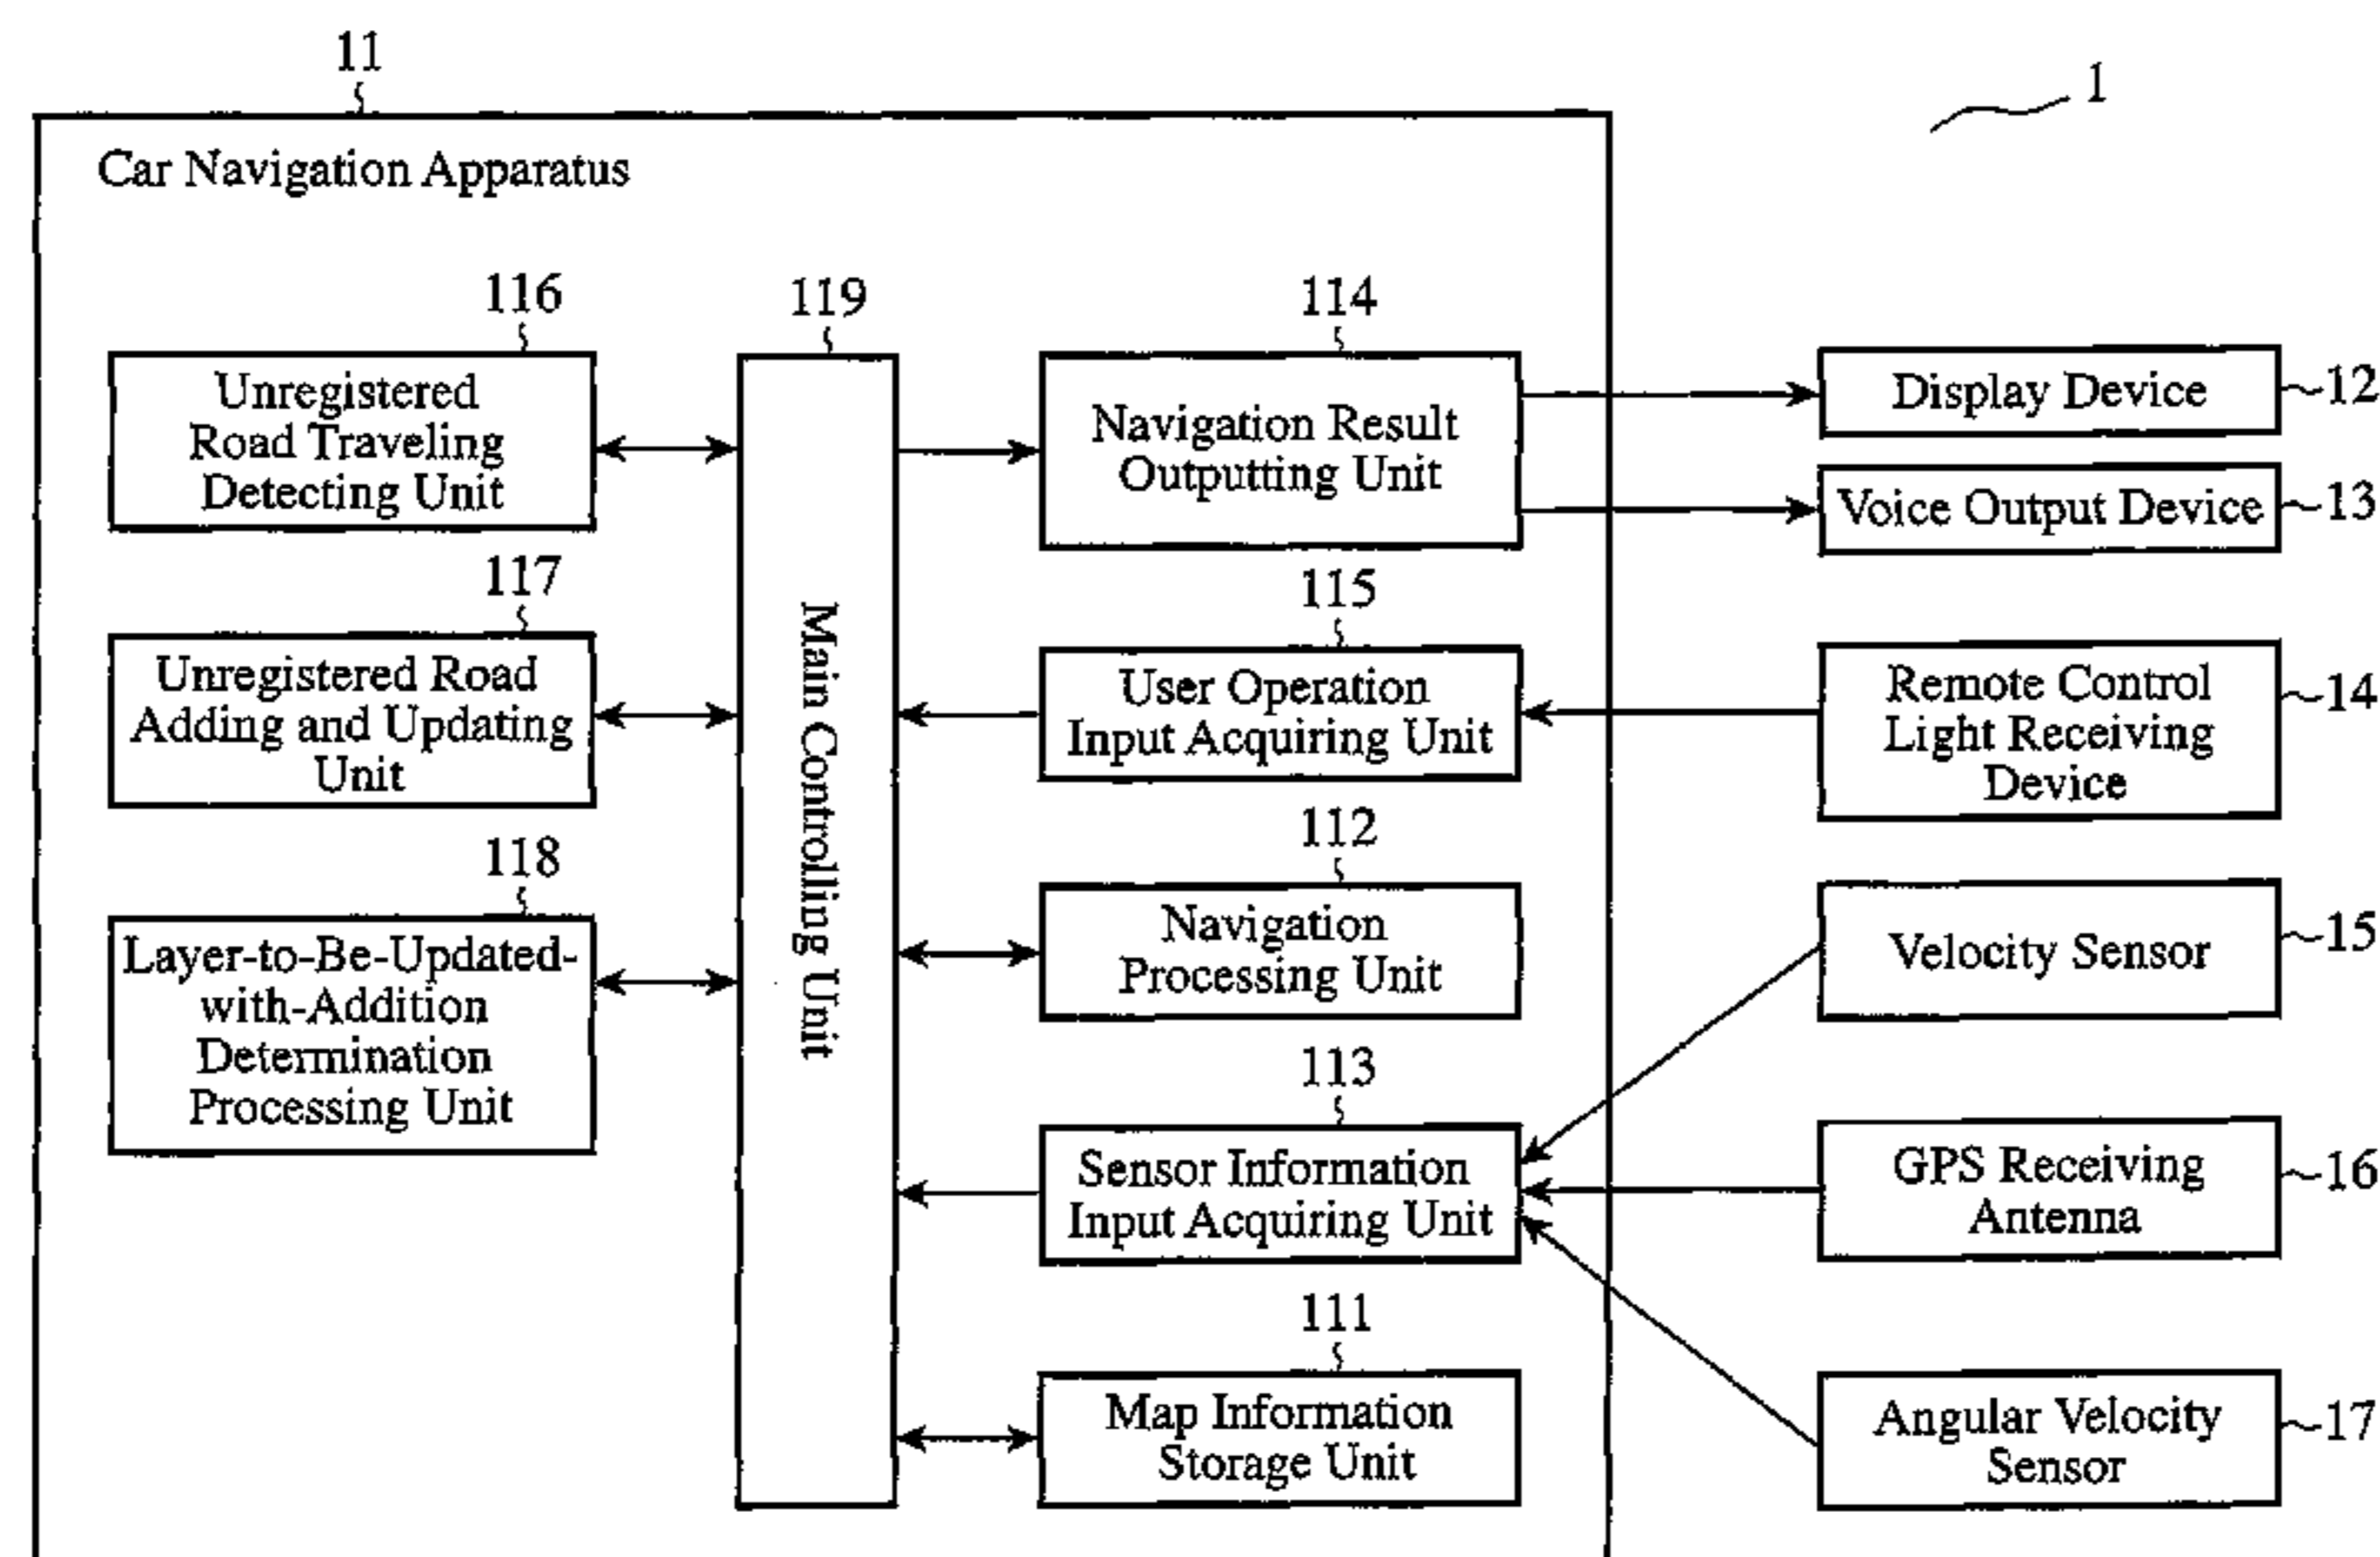 11
1
Car Navigation Apparatus
116
Unregistered
Road Traveling
Detecting Unit
117
Unregistered Road
Adding and Updating
Unit
118
Layer-to-Be-Updated-
with-Addition
Determination
Processing Unit
119
Main Controlling Unit
114
Navigation Result
Outputting Unit
115
User Operation
Input Acquiring Unit
112
Navigation
Processing Unit
113
Sensor Information
Input Acquiring Unit
111
Map Information
Storage Unit
Display Device
12
Voice Output Device
13
Remote Control
Light Receiving
Device
14
Velocity Sensor
15
GPS Receiving
Antenna
16
Angular Velocity
Sensor
17